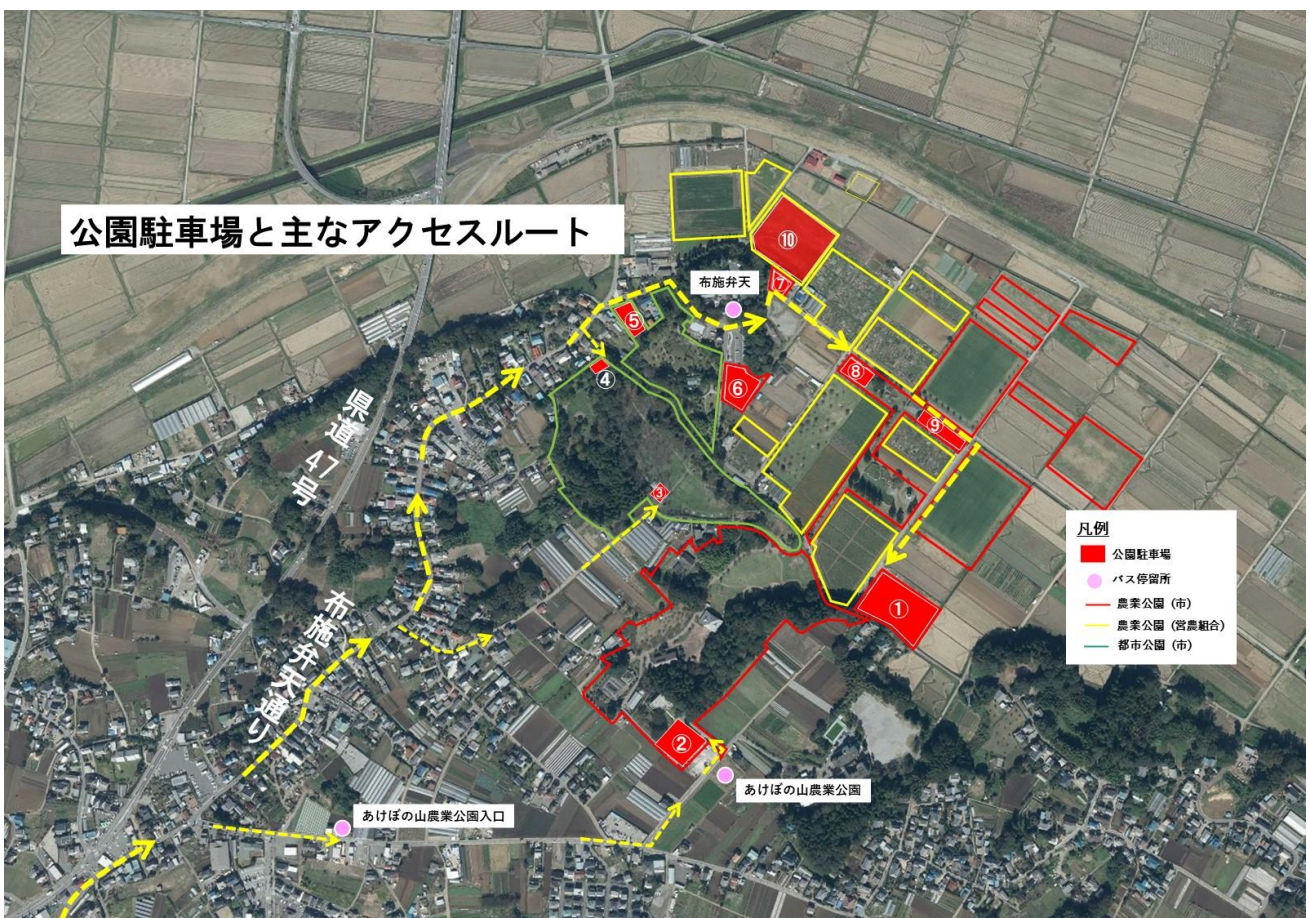 公園駐車場と主なアクセスルート
布施弁天
⑩
⑦
⑤
④
⑥
⑧
⑨
③
県道47号
布施弁天通り
①
②
あけぼの山農業公園
あけぼの山農業公園入口
凡例
公園駐車場
バス停留所
農業公園（市）
農業公園（営農組合）
都市公園（市）